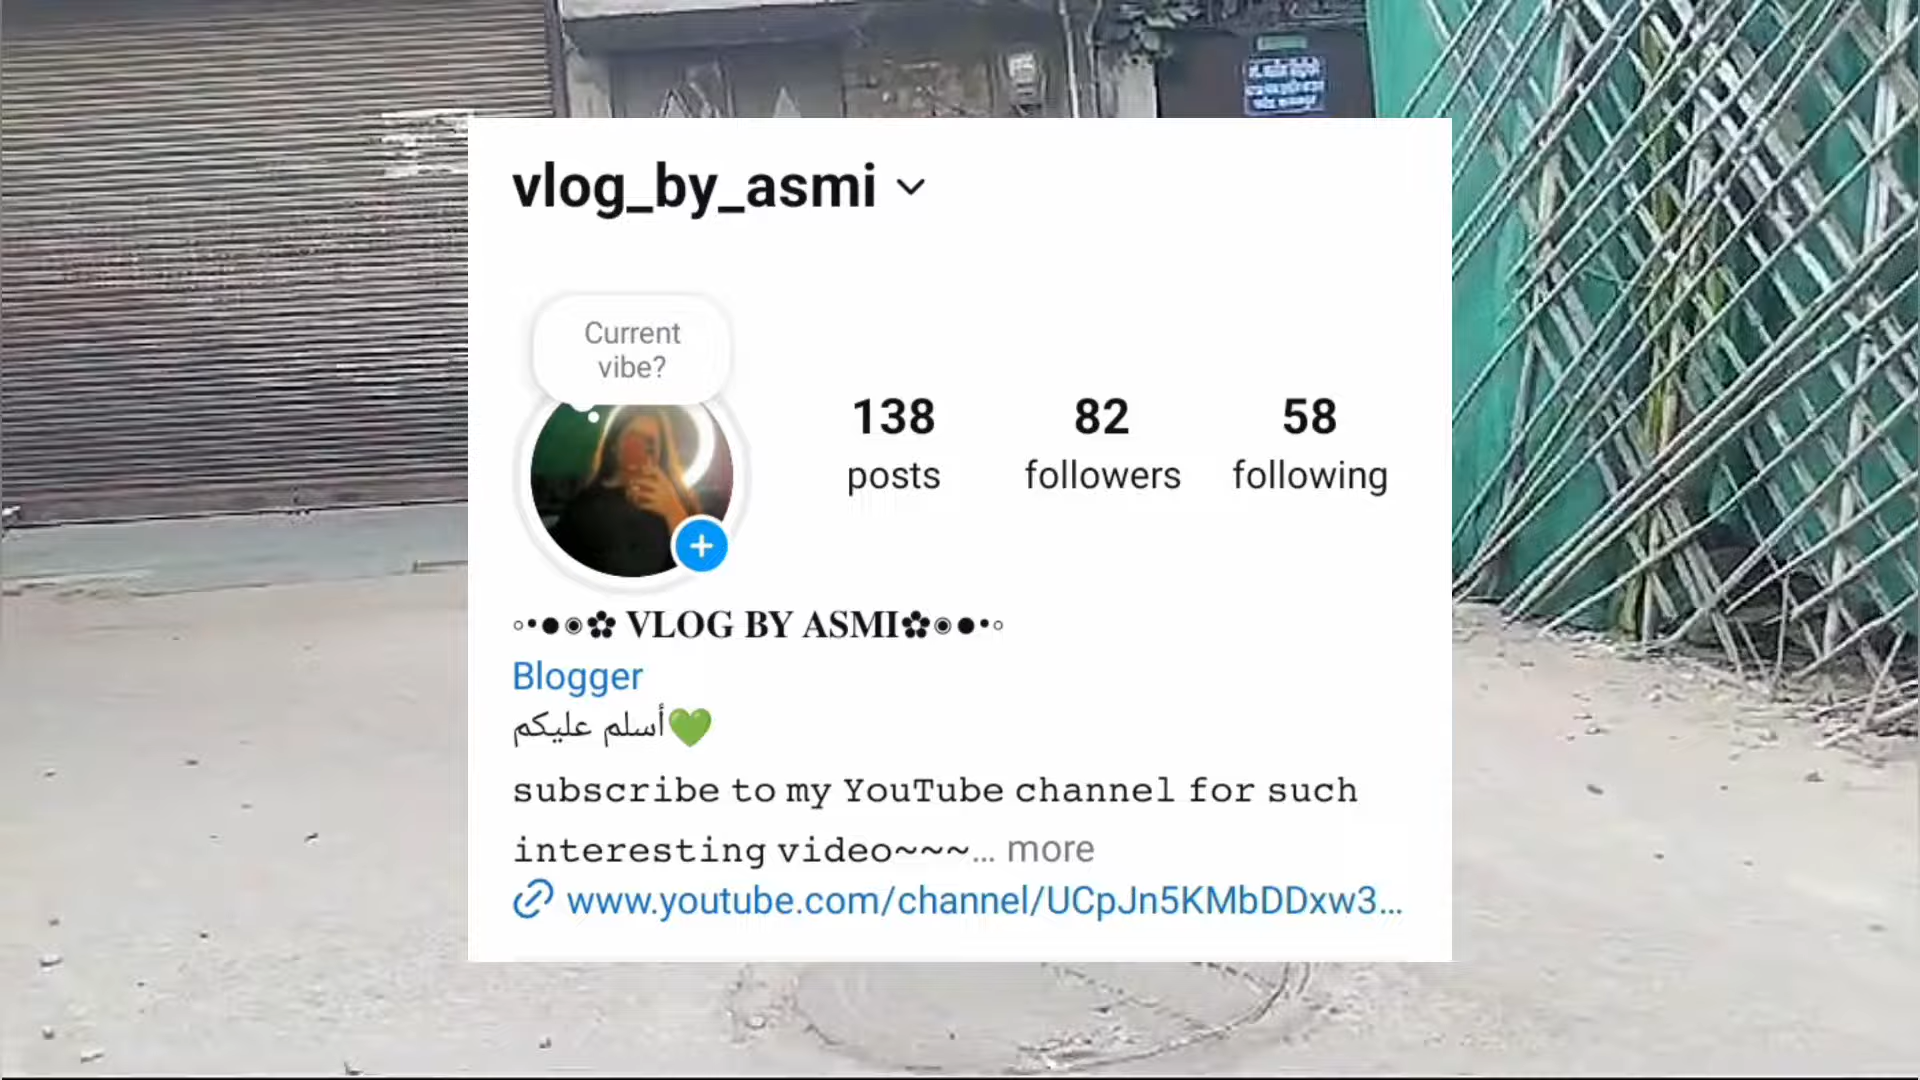 vlog_by_asmi
Current
vibe?
138 82 58
posts followers following
◦•●◉✿ VLOG BY ASMI✿◉●•◦
Blogger
أسلم عليكم💚
subscribe to my YouTube channel for such
interesting video~~~... more
www.youtube.com/channel/UCpJn5KMbDDxw3...